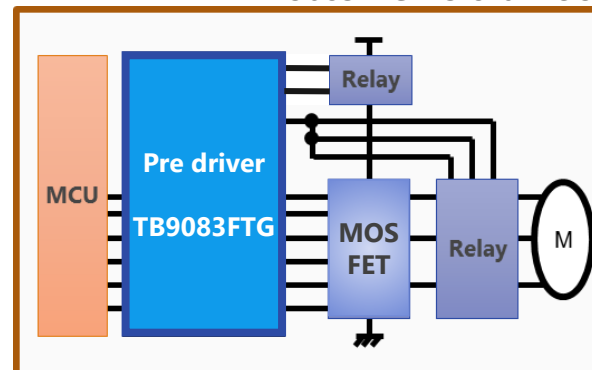 Relay
Pre driver
TB9083FTG
MCU
MOS
FET
Relay
M